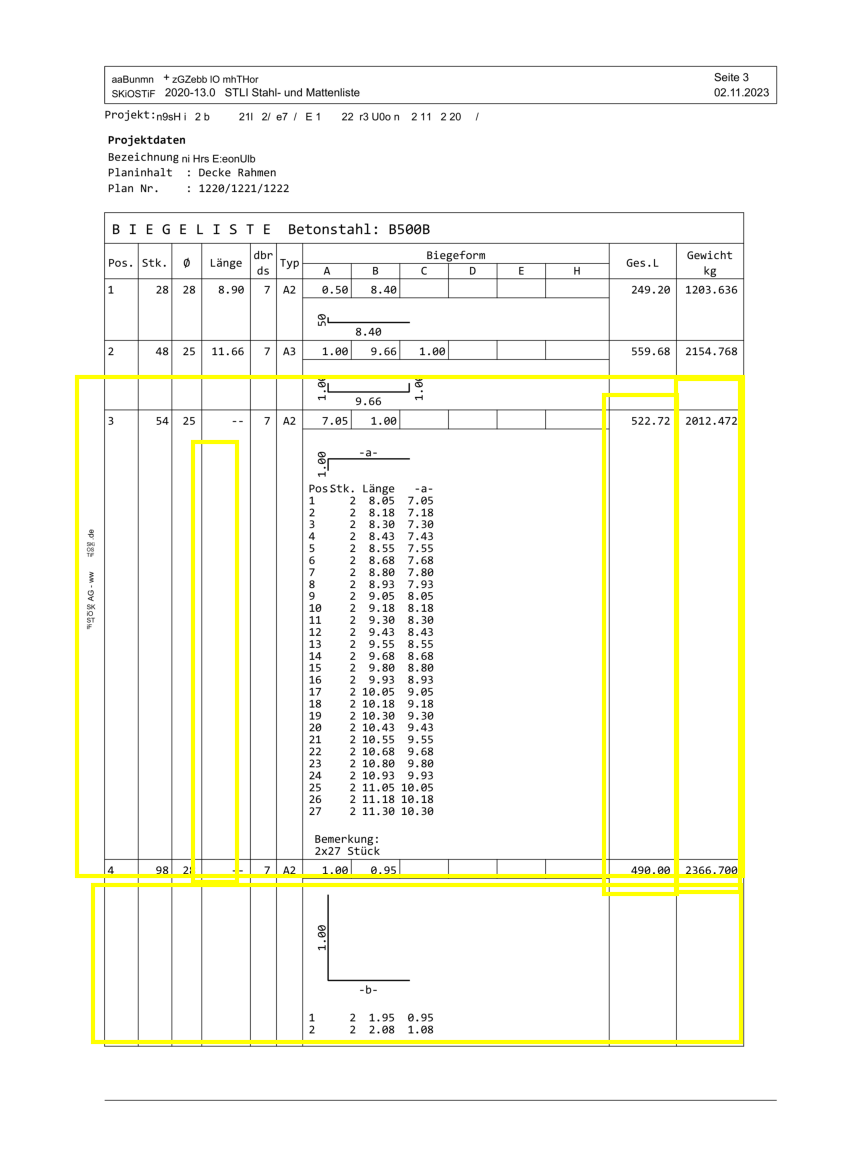 aaBunmn + zGZebb lO mhTHor Seite 3
SKiOSTiF 2020-13.0 STLI Stahl- und Mattenliste 02.11.2023
Projekt:n9sH i 2 b 21l 2/ e7 / E 1 22 r3 U0o n 2 11 2 20 /
Projektdaten
Bezeichnung ni Hrs E:eonUlb
Planinhalt : Decke Rahmen
Plan Nr. : 1220/1221/1222
B I E G E L I S T E Betonstahl: B500B
Pos. Stk. Ø Länge dbr ds Typ Biegeform Ges.L Gewicht kg
A B C D E H
1 28 28 8.90 7 A2 0.50 8.40 249.20 1203.636
50
8.40
2 48 25 11.66 7 A3 1.00 9.66 1.00 559.68 2154.768
9.66
3 54 25 -- 7 A2 7.05 1.00 522.72 2012.472
1.00 -a-
Pos Stk. Länge -a-
1 2 8.05 7.05
2 2 8.18 7.18
3 2 8.30 7.30
4 2 8.43 7.43
5 2 8.55 7.55
6 2 8.68 7.68
7 2 8.80 7.80
8 2 8.93 7.93
9 2 9.05 8.05
10 2 9.18 8.18
11 2 9.30 8.30
12 2 9.43 8.43
13 2 9.55 8.55
14 2 9.68 8.68
15 2 9.80 8.80
16 2 9.93 8.93
17 2 10.05 9.05
18 2 10.18 9.18
19 2 10.30 9.30
20 2 10.43 9.43
21 2 10.55 9.55
22 2 10.68 9.68
23 2 10.80 9.80
24 2 10.93 9.93
25 2 11.05 10.05
26 2 11.18 10.18
27 2 11.30 10.30
Bemerkung:
2x27 Stück
4 98 28 -- 7 A2 1.00 0.95 490.00 2366.700
1.00
-b-
1 2 1.95 0.95
2 2 2.08 1.08
AG - ww .de